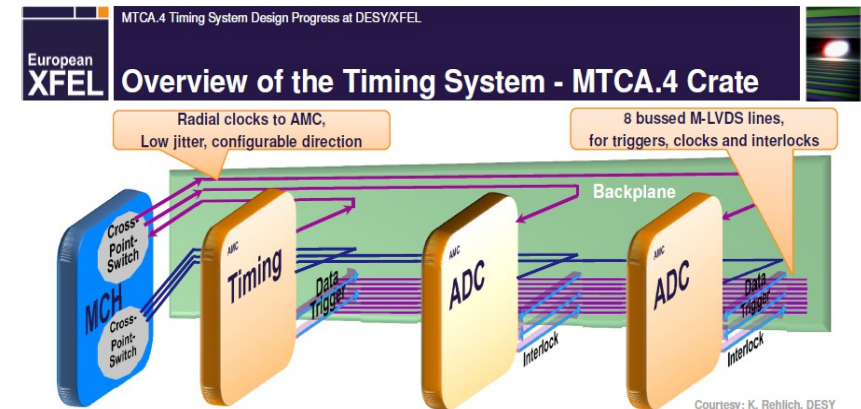 MTCA.4 Timing System Design Progress at DESY/XFEL
European
XFEL
Overview of the Timing System - MTCA.4 Crate
Radial clocks to AMC,
Low jitter, configurable direction
8 bussed M-LVDS lines,
for triggers, clocks and interlocks
Backplane
Cross-
Point-
Switch
MCH
Cross-
Point-
Switch
AMC
Timing
Data
Trigger
AMC
ADC
Interlock
AMC
ADC
Data
Trigger
Interlock
Courtesy: K. Rehlich, DESY